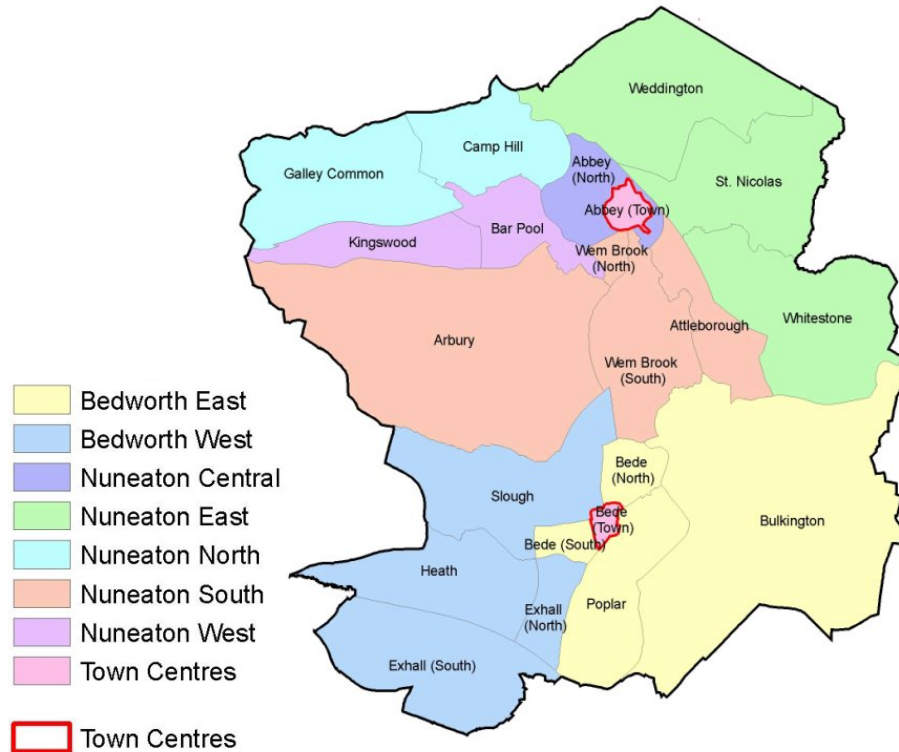 Weddington
Camp Hill
Abbey
(North)
Galley Common
St. Nicolas
Abbey (Town)
Bar Pool
Kingswood
Wem Brook
(North)
Whitestone
Attleborough
Arbury
Wem Brook
(South)
Bedworth East
Bedworth West
Nuneaton Central
Nuneaton East
Nuneaton North
Nuneaton South
Nuneaton West
Town Centres
Town Centres
Bede
(North)
Slough
Bede
(Town)
Bulkington
Bede (South)
Heath
Poplar
Exhall
(North)
Exhall (South)